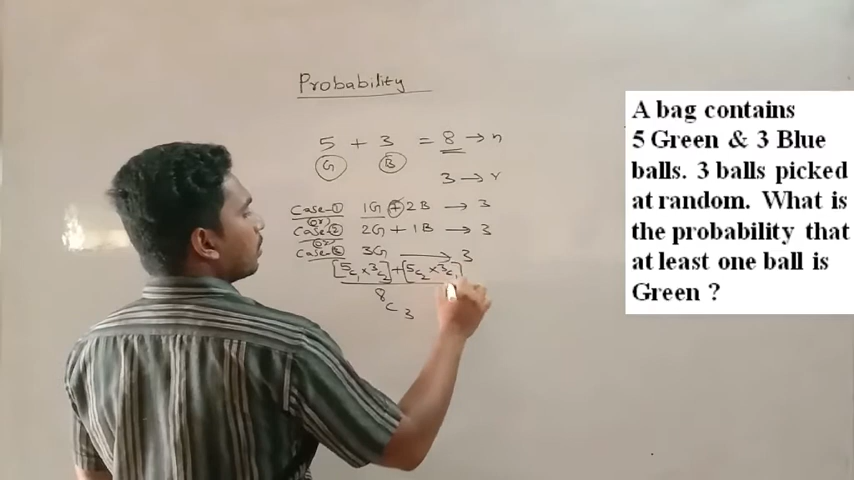 Probability
5 + 3 = 8 → n
G B
3 → r
Case-① 1G + 2B → 3
(or)
Case-② 2G + 1B → 3
(or)
Case-③ 3G → 3
[5c₁ x 3c₂] + [5c₂ x 3c₁]
8c₃
A bag contains
5 Green & 3 Blue
balls. 3 balls picked
at random. What is
the probability that
at least one ball is
Green ?